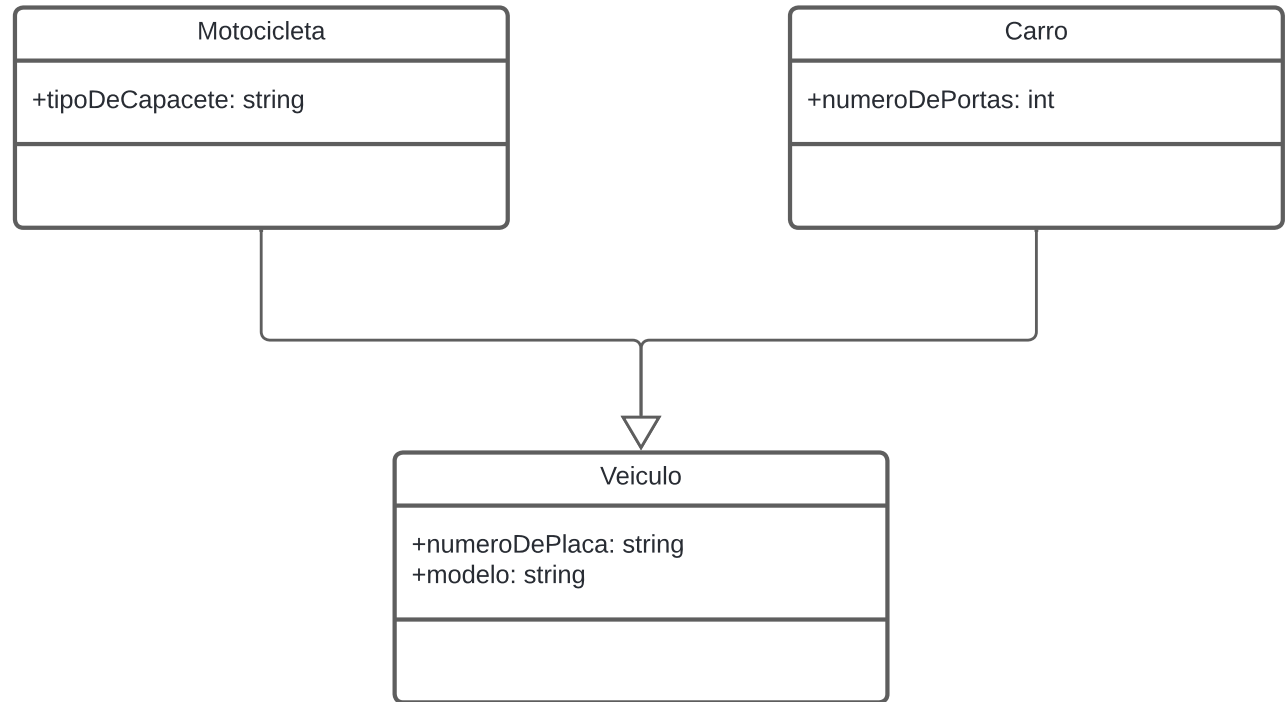 Motocicleta
+tipoDeCapacete: string
Carro
+numeroDePortas: int
Veiculo
+numeroDePlaca: string
+modelo: string